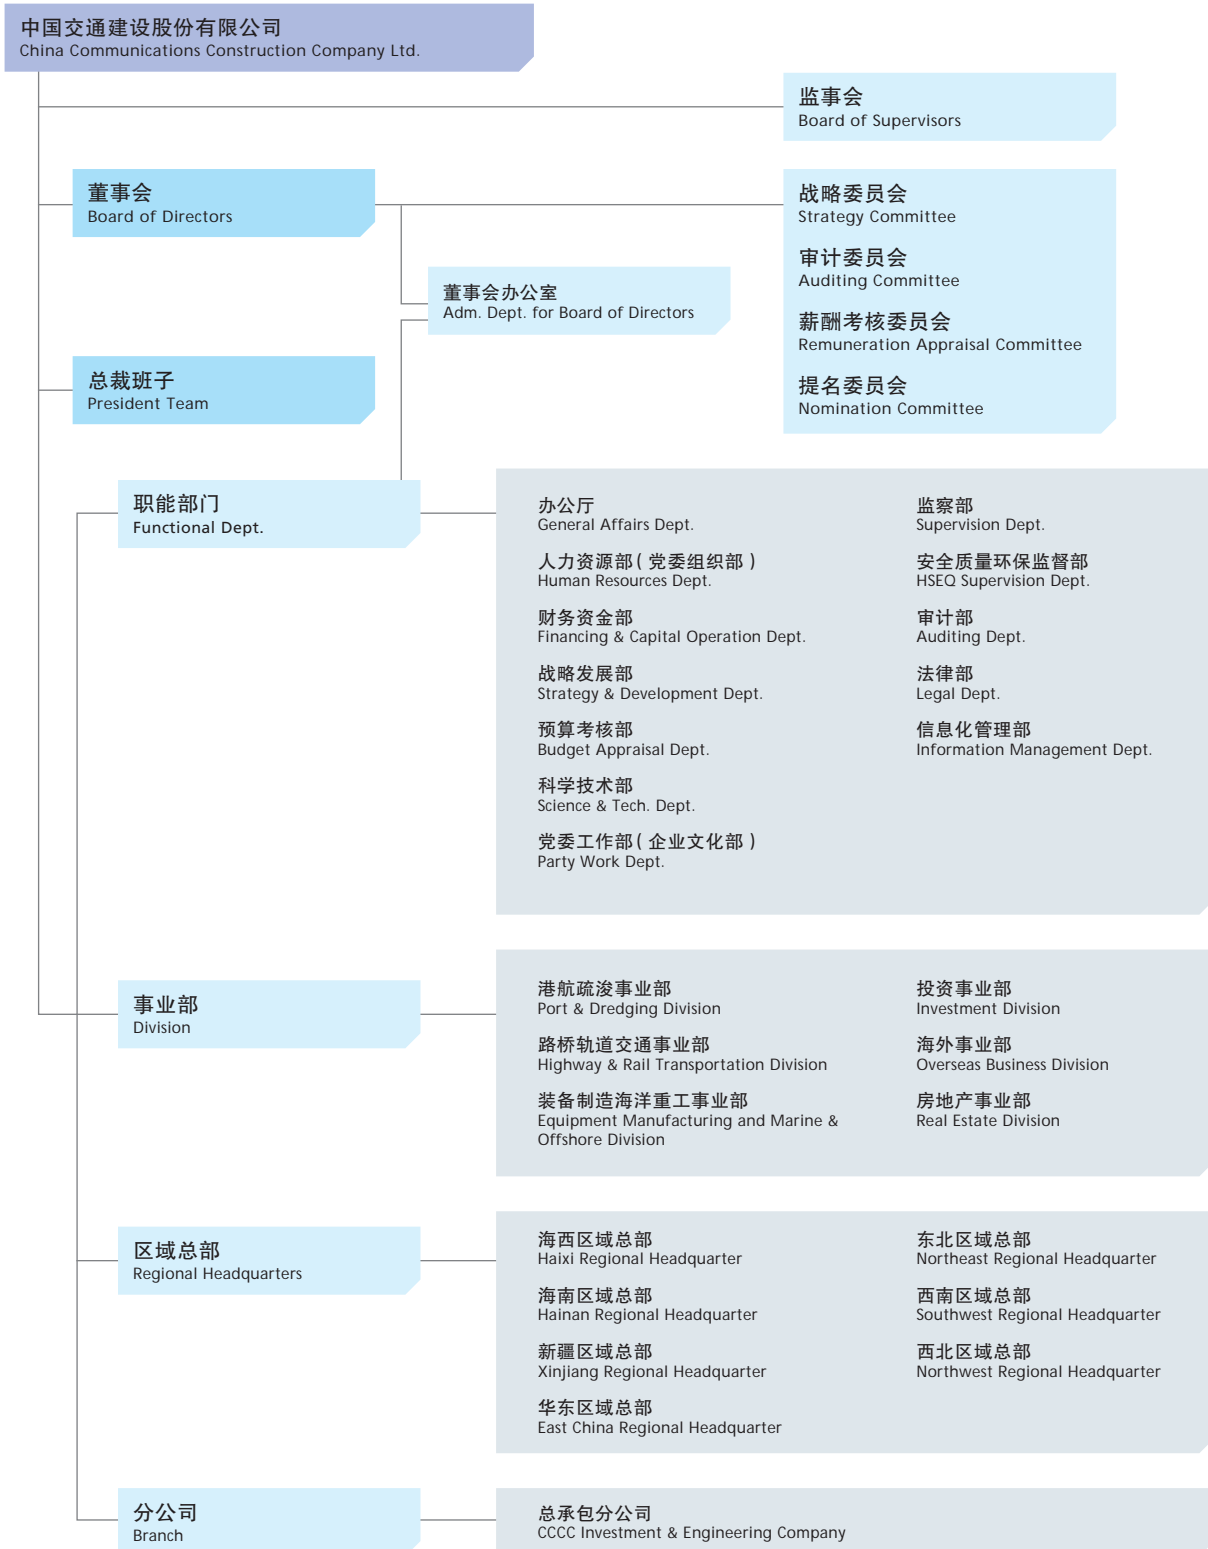 中国交通建设股份有限公司
China Communications Construction Company Ltd.
监事会
Board of Supervisors
董事会
Board of Directors
战略委员会
Strategy Committee
审计委员会
Auditing Committee
薪酬考核委员会
Remuneration Appraisal Committee
提名委员会
Nomination Committee
董事会办公室
Adm. Dept. for Board of Directors
总裁班子
President Team
职能部门
Functional Dept.
办公厅
General Affairs Dept.
人力资源部(党委组织部)
Human Resources Dept.
财务资金部
Financing & Capital Operation Dept.
战略发展部
Strategy & Development Dept.
预算考核部
Budget Appraisal Dept.
科学技术部
Science & Tech. Dept.
党委工作部(企业文化部)
Party Work Dept.
监察部
Supervision Dept.
安全质量环保监督部
HSEQ Supervision Dept.
审计部
Auditing Dept.
法律部
Legal Dept.
信息化管理部
Information Management Dept.
事业部
Division
港航疏浚事业部
Port & Dredging Division
路桥轨道交通事业部
Highway & Rail Transportation Division
装备制造海洋重工事业部
Equipment Manufacturing and Marine &
Offshore Division
投资事业部
Investment Division
海外事业部
Overseas Business Division
房地产事业部
Real Estate Division
区域总部
Regional Headquarters
海西区域总部
Haixi Regional Headquarter
海南区域总部
Hainan Regional Headquarter
新疆区域总部
Xinjiang Regional Headquarter
华东区域总部
East China Regional Headquarter
东北区域总部
Northeast Regional Headquarter
西南区域总部
Southwest Regional Headquarter
西北区域总部
Northwest Regional Headquarter
分公司
Branch
总承包分公司
CCCC Investment & Engineering Company